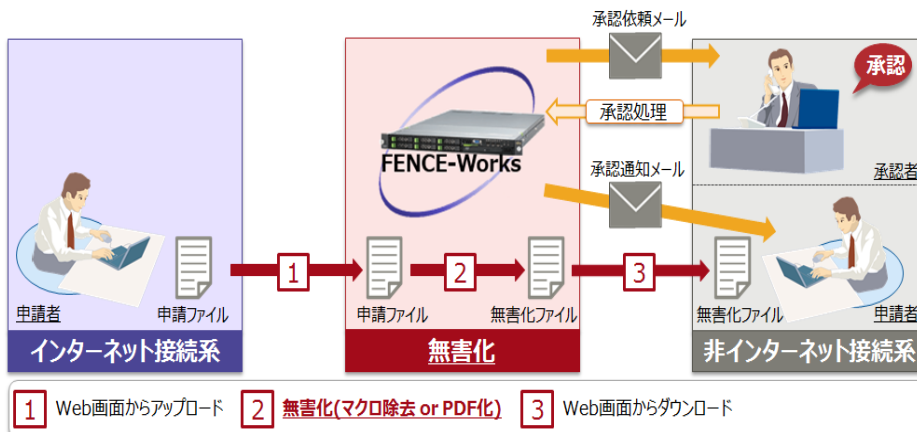 承認依頼メール
承認
承認処理
承認者
FENCE-Works
承認通知メール
1
2
3
申請者
申請ファイル
申請ファイル
無害化ファイル
無害化ファイル
申請者
インターネット接続系
無害化
非インターネット接続系
1 Web画面からアップロード 2 無害化(マクロ除去 or PDF化) 3 Web画面からダウンロード